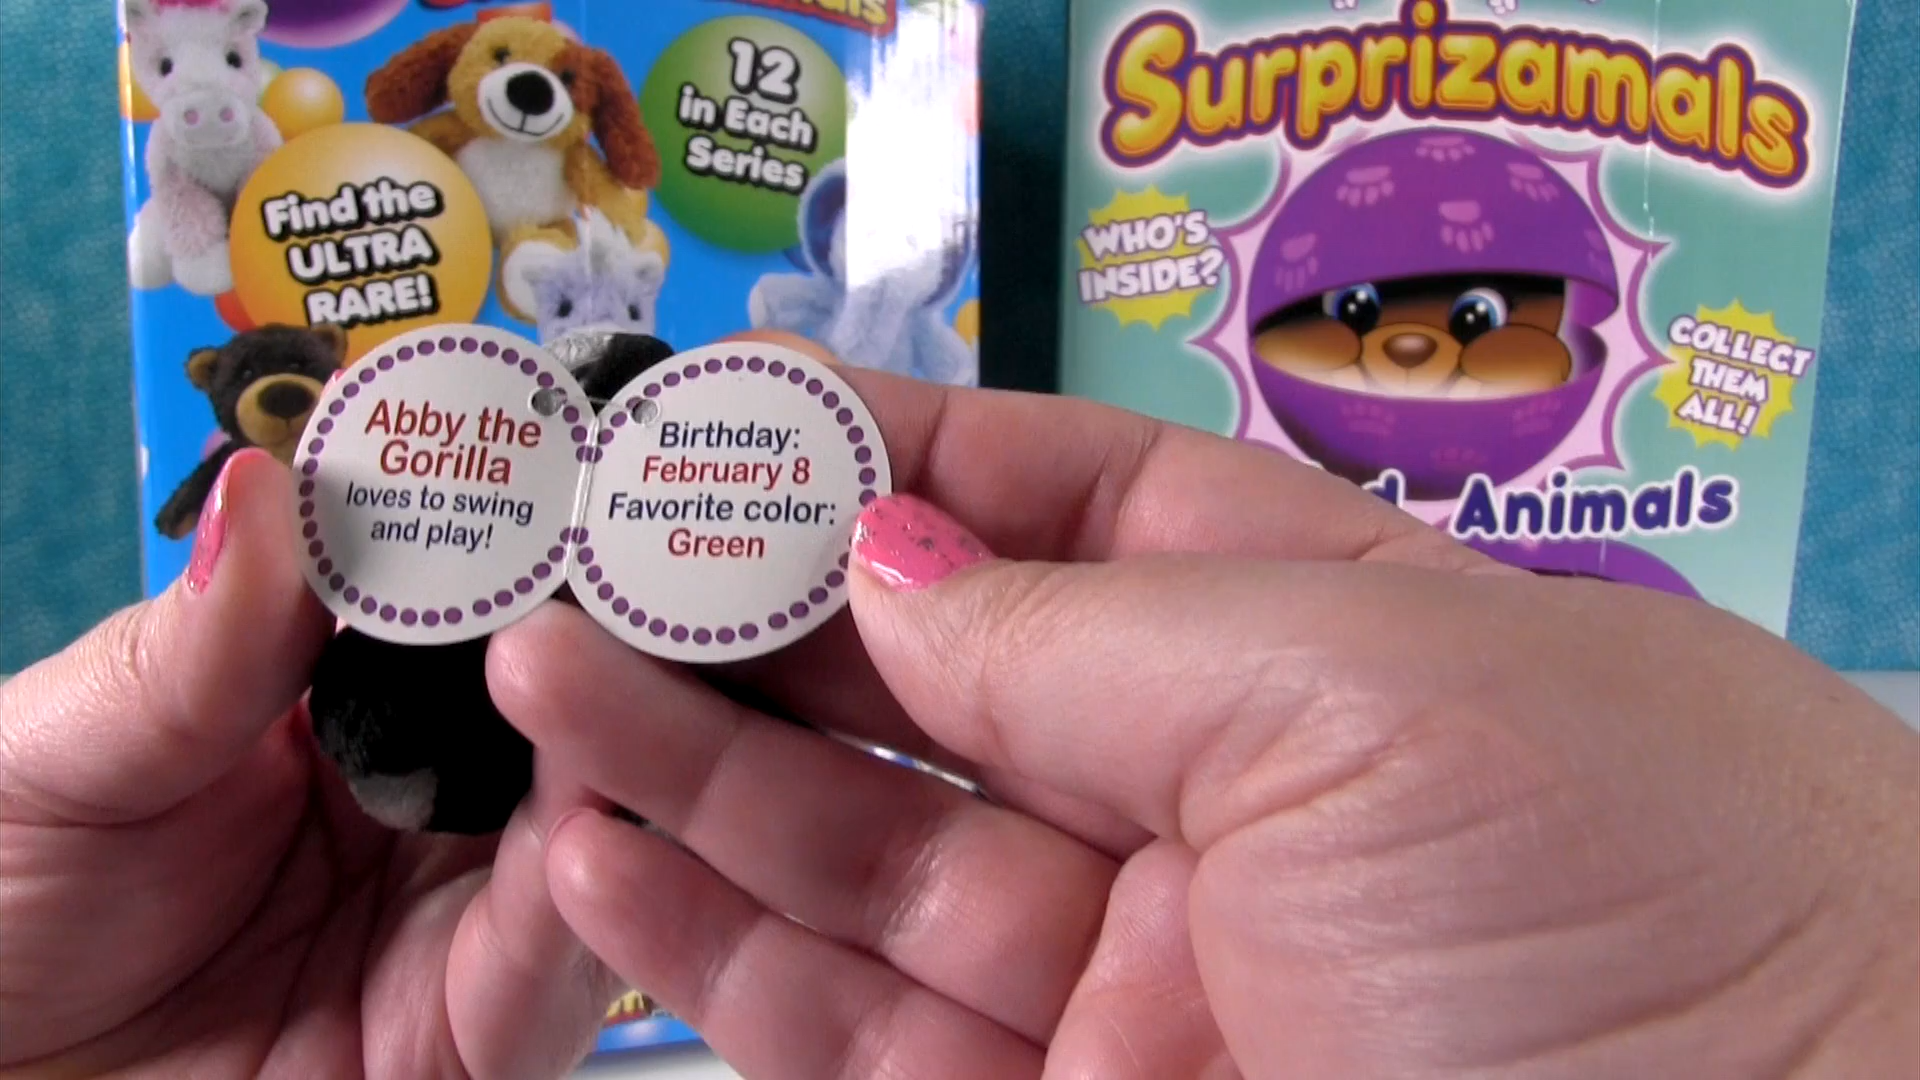 12
in Each
Series
Find the
ULTRA
RARE!
Surprizamals
WHO'S
INSIDE?
COLLECT
THEM
ALL!
Animals
Abby the
Gorilla
loves to swing
and play!
Birthday:
February 8
Favorite color:
Green